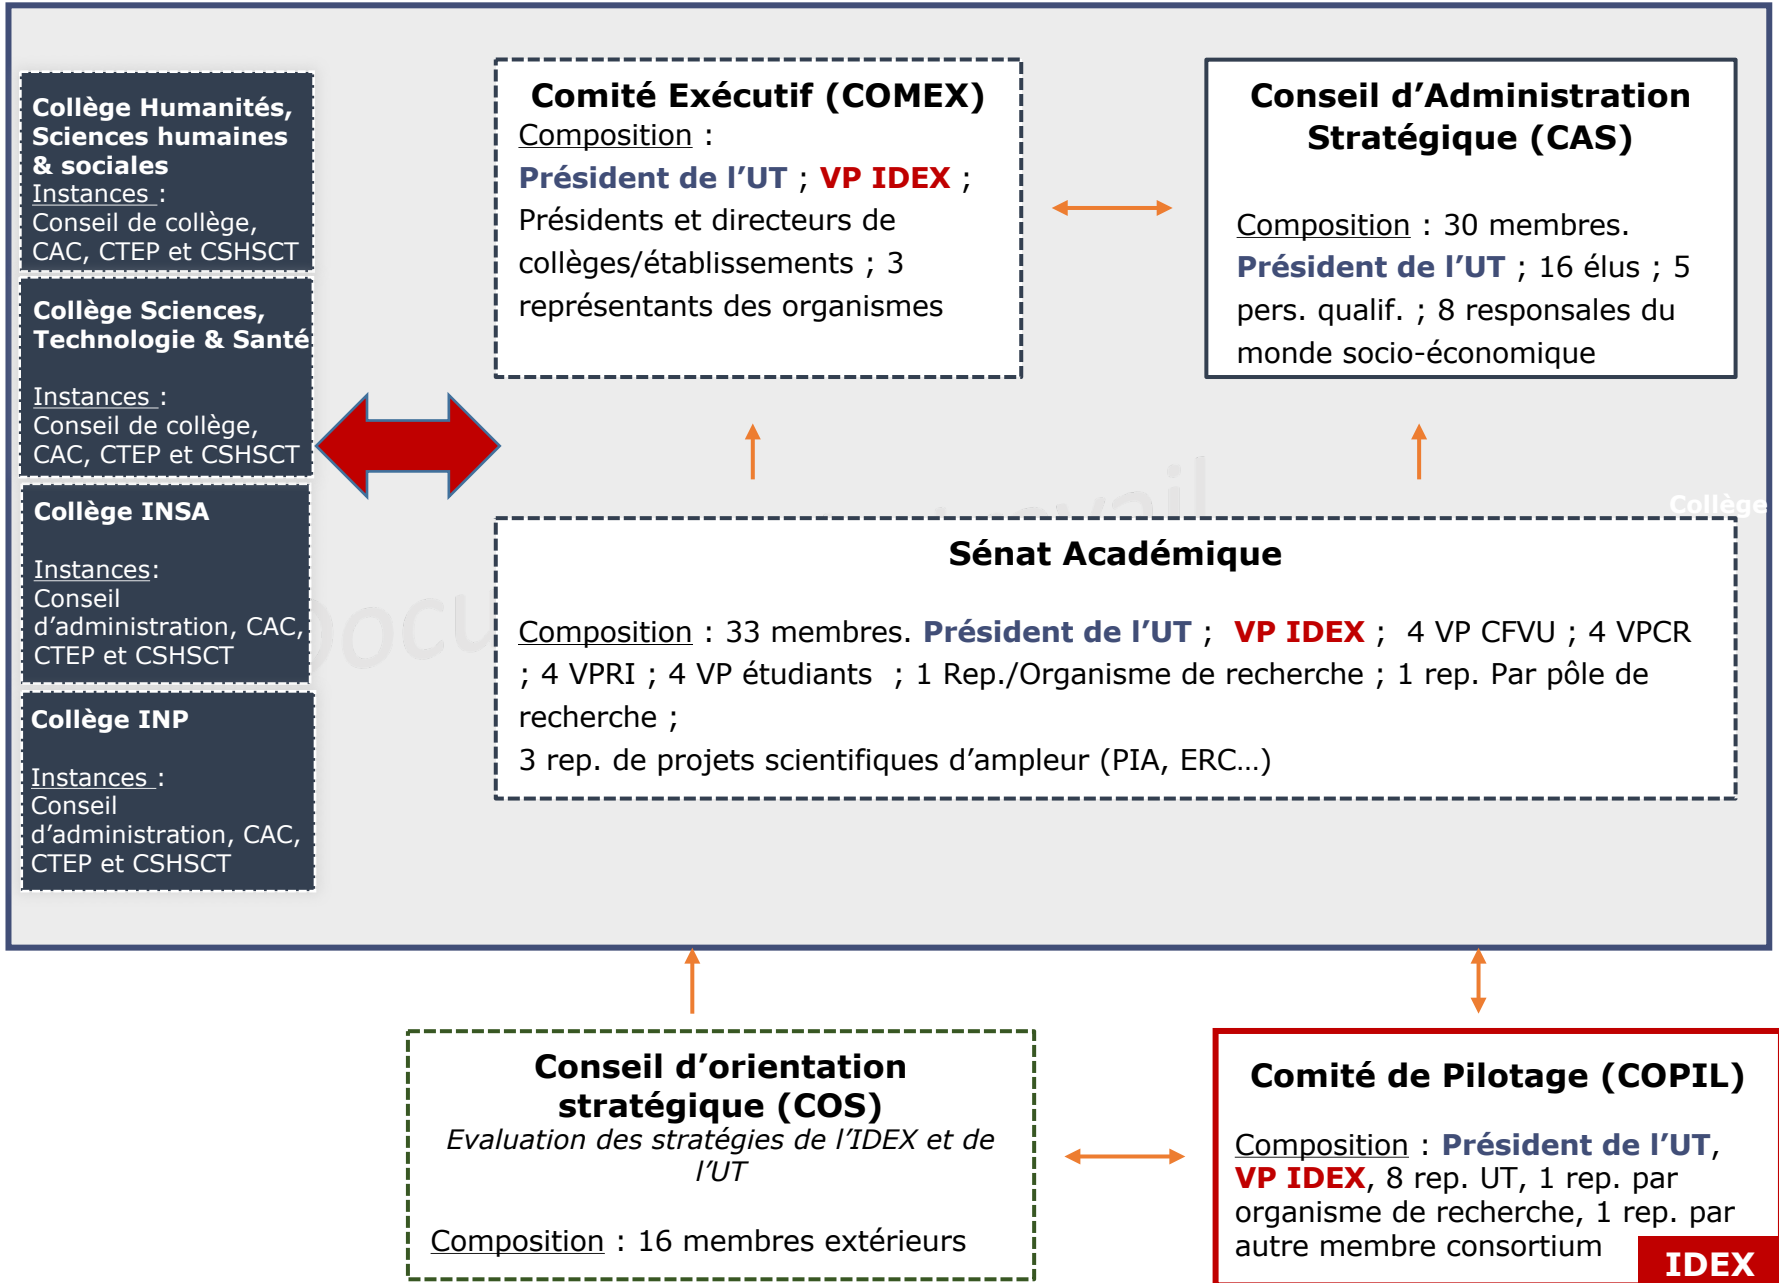 Collège Humanités,
Sciences humaines
& sociales
Instances :
Conseil de collège,
CAC, CTEP et CSHSCT
Collège Sciences,
Technologie & Santé
Instances :
Conseil de collège,
CAC, CTEP et CSHSCT
Collège INSA
Instances:
Conseil
d’administration, CAC,
CTEP et CSHSCT
Collège INP
Instances :
Conseil
d’administration, CAC,
CTEP et CSHSCT
Comité Exécutif (COMEX)
Composition :
Président de l’UT ; VP IDEX ;
Présidents et directeurs de
collèges/établissements ; 3
représentants des organismes
Conseil d’Administration
Stratégique (CAS)
Composition : 30 membres.
Président de l’UT ; 16 élus ; 5
pers. qualif. ; 8 responsales du
monde socio-économique
Collège
Sénat Académique
Composition : 33 membres. Président de l’UT ; VP IDEX ; 4 VP CFVU ; 4 VPCR
; 4 VPRI ; 4 VP étudiants ; 1 Rep./Organisme de recherche ; 1 rep. Par pôle de
recherche ;
3 rep. de projets scientifiques d’ampleur (PIA, ERC…)
Conseil d’orientation
stratégique (COS)
Evaluation des stratégies de l’IDEX et de
l’UT
Composition : 16 membres extérieurs
Comité de Pilotage (COPIL)
Composition : Président de l’UT,
VP IDEX, 8 rep. UT, 1 rep. par
organisme de recherche, 1 rep. par
autre membre consortium
IDEX